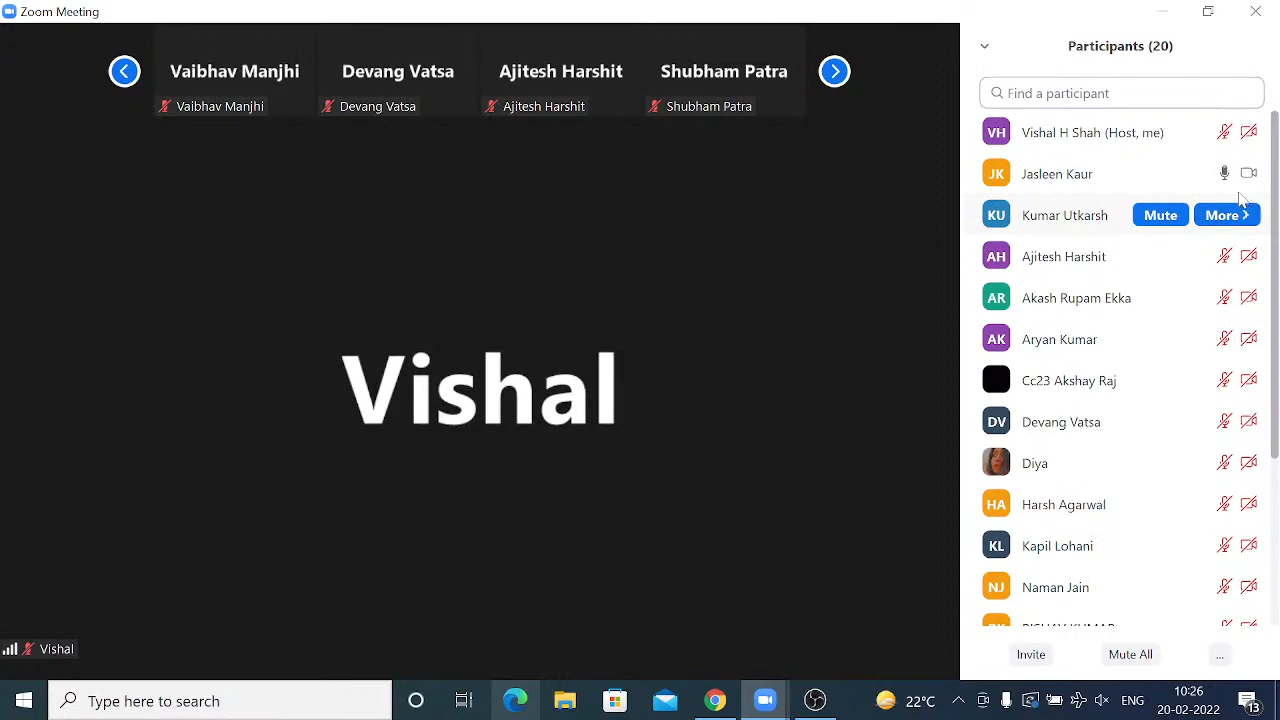 Zoom Meeting
Vaibhav Manjhi
Devang Vatsa
Ajitesh Harshit
Shubham Patra
Vaibhav Manjhi
Devang Vatsa
Ajitesh Harshit
Shubham Patra
Vishal
Vishal
Participants (20)
Find a participant
VH Vishal H Shah (Host, me)
JK Jasleen Kaur
KU Kumar Utkarsh Mute More
AH Ajitesh Harshit
AR Akash Rupam Ekka
AK Aryan Kumar
Cc23 Akshay Raj
DV Devang Vatsa
Diya
HA Harsh Agarwal
KL Kapil Lohani
NJ Naman Jain
Invite Mute All ...
Type here to search
22°C
ENG
10:26
20-02-2022
13